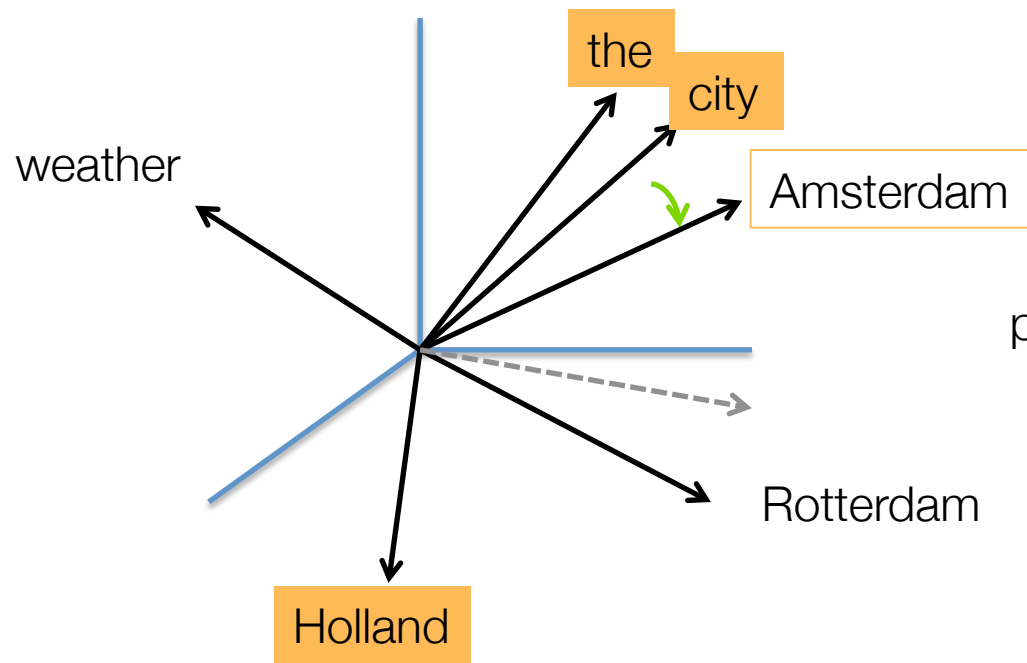 the
city
weather
Amsterdam
p
Rotterdam
Holland